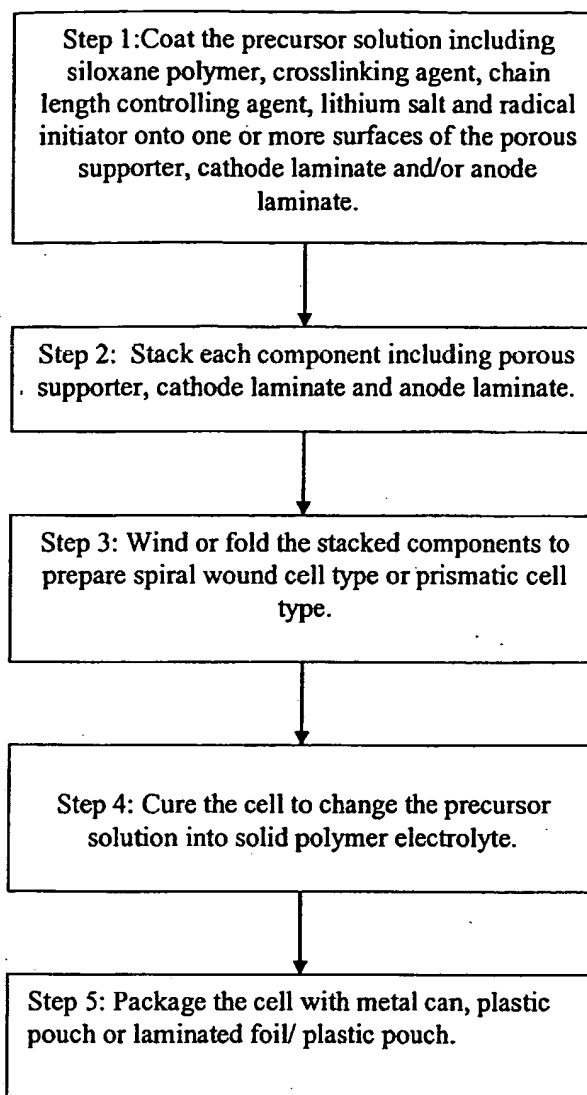 Step 1:Coat the precursor solution including
siloxane polymer, crosslinking agent, chain
length controlling agent, lithium salt and radical
initiator onto one or more surfaces of the porous
supporter, cathode laminate and/or anode
laminate.
Step 2: Stack each component including porous
supporter, cathode laminate and anode laminate.
Step 3: Wind or fold the stacked components to
prepare spiral wound cell type or prismatic cell
type.
Step 4: Cure the cell to change the precursor
solution into solid polymer electrolyte.
Step 5: Package the cell with metal can, plastic
pouch or laminated foil/ plastic pouch.